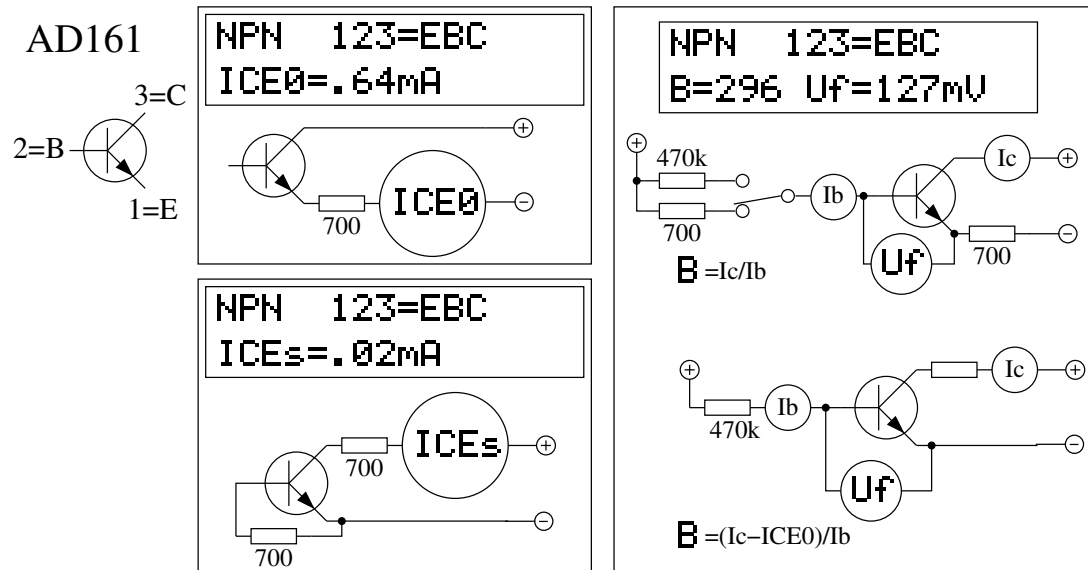 AD161
3=C
2=B
1=E
NPN 123=EBC
ICE0=.64mA
+
ICE0
−
700
NPN 123=EBC
ICEs=.02mA
ICEs
+
700
−
700
NPN 123=EBC
B=296 Uf=127mV
+
470k
Ic
+
Ib
700
−
Uf
700
B =Ic/Ib
+
Ic
+
Ib
470k
−
Uf
B =(Ic−ICE0)/Ib